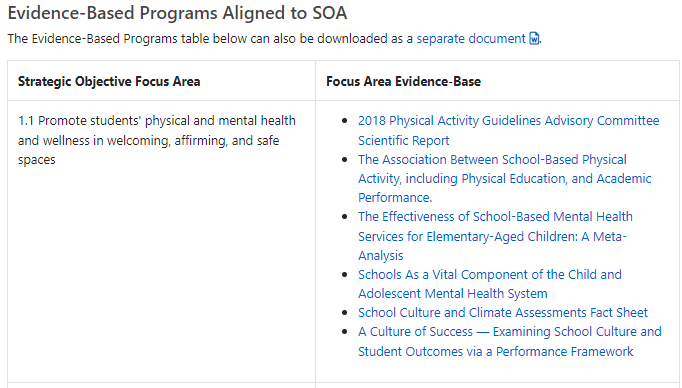 Evidence-Based Programs Aligned to SOA
The Evidence-Based Programs table below can also be downloaded as a separate document.
Strategic Objective Focus Area
Focus Area Evidence-Base
1.1 Promote students' physical and mental health
and wellness in welcoming, affirming, and safe
spaces
• 2018 Physical Activity Guidelines Advisory Committee
Scientific Report
• The Association Between School-Based Physical
Activity, including Physical Education, and Academic
Performance.
• The Effectiveness of School-Based Mental Health
Services for Elementary-Aged Children: A Meta-
Analysis
• Schools As a Vital Component of the Child and
Adolescent Mental Health System
• School Culture and Climate Assessments Fact Sheet
• A Culture of Success — Examining School Culture and
Student Outcomes via a Performance Framework